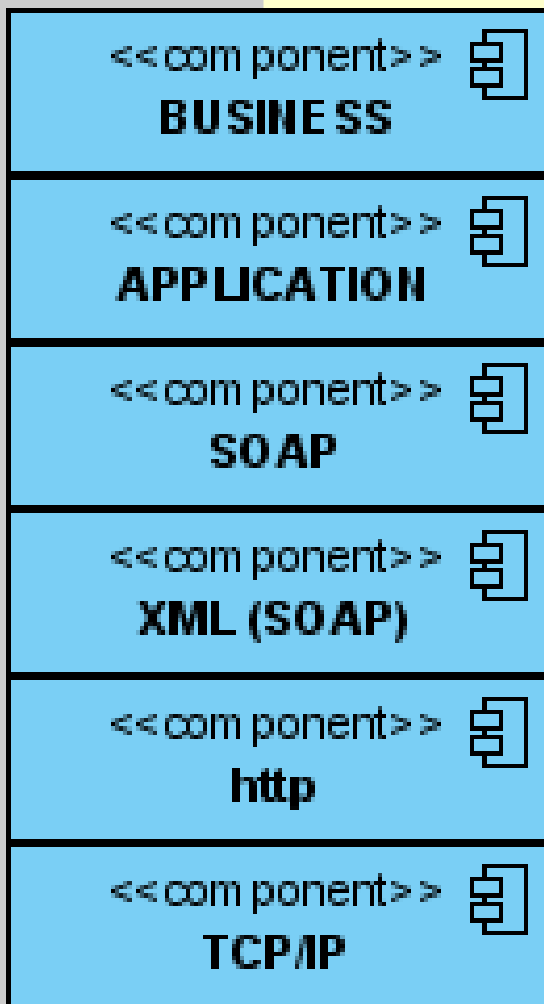 <<component>>
BUSINESS
<<component>>
APPLICATION
<<component>>
SOAP
<<component>>
XML (SOAP)
<<component>>
http
<<component>>
TCP/IP